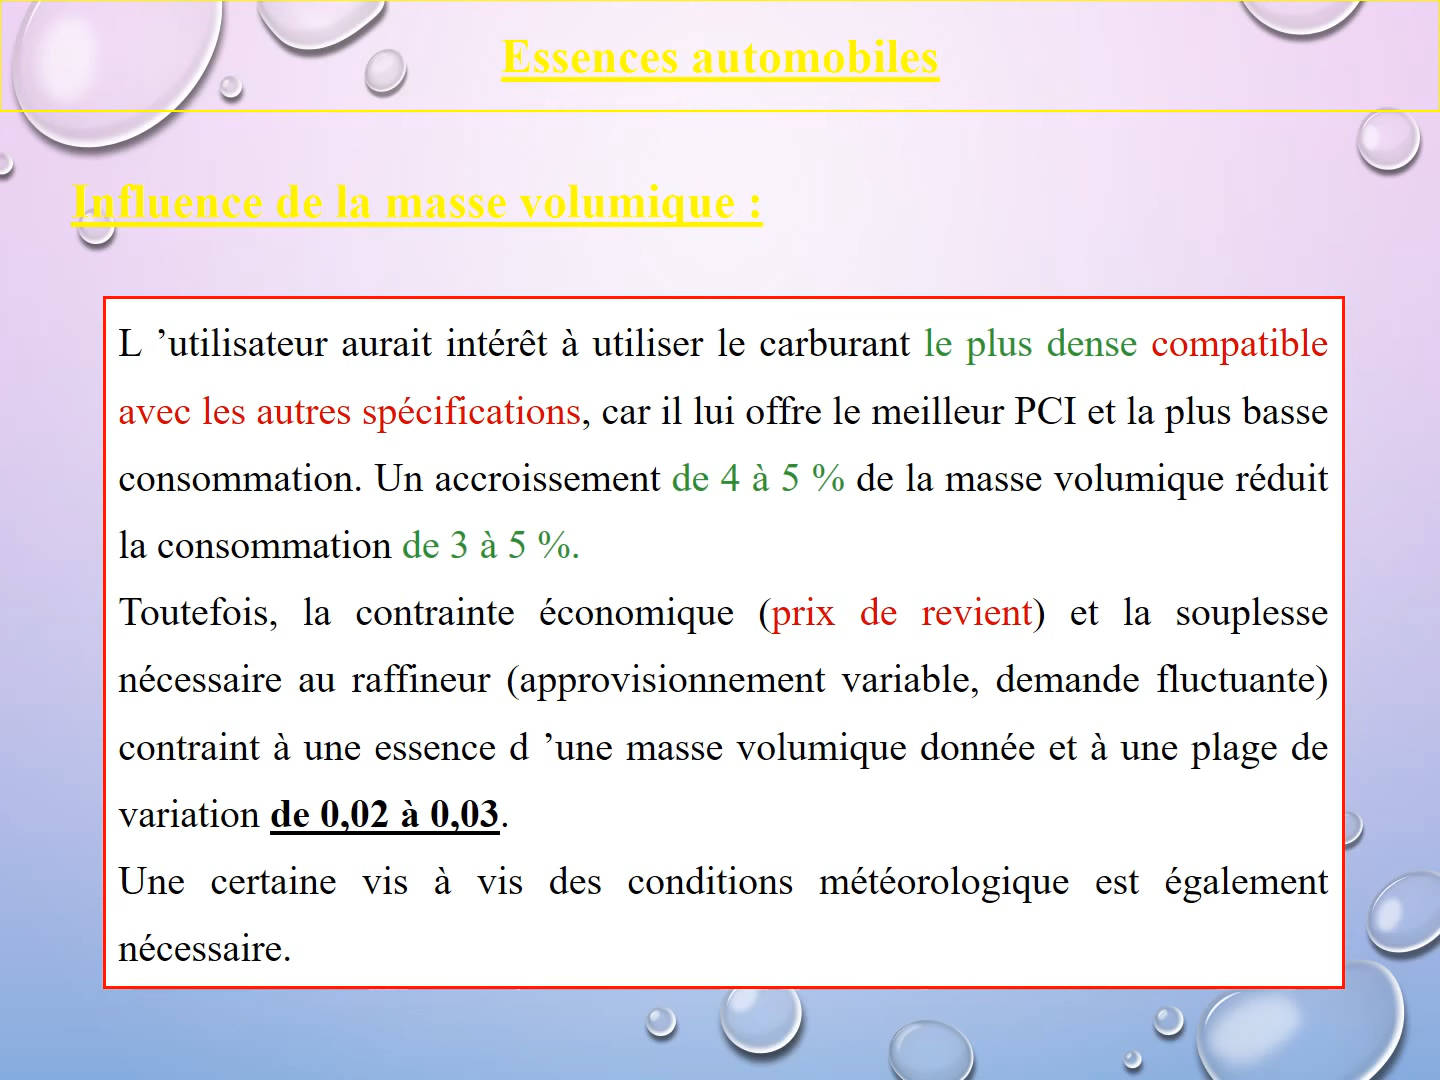 Essences automobiles
Influence de la masse volumique :
L ’utilisateur aurait intérêt à utiliser le carburant le plus dense compatible
avec les autres spécifications, car il lui offre le meilleur PCI et la plus basse
consommation. Un accroissement de 4 à 5 % de la masse volumique réduit
la consommation de 3 à 5 %.
Toutefois, la contrainte économique (prix de revient) et la souplesse
nécessaire au raffineur (approvisionnement variable, demande fluctuante)
contraint à une essence d ’une masse volumique donnée et à une plage de
variation de 0,02 à 0,03.
Une certaine vis à vis des conditions météorologique est également
nécessaire.